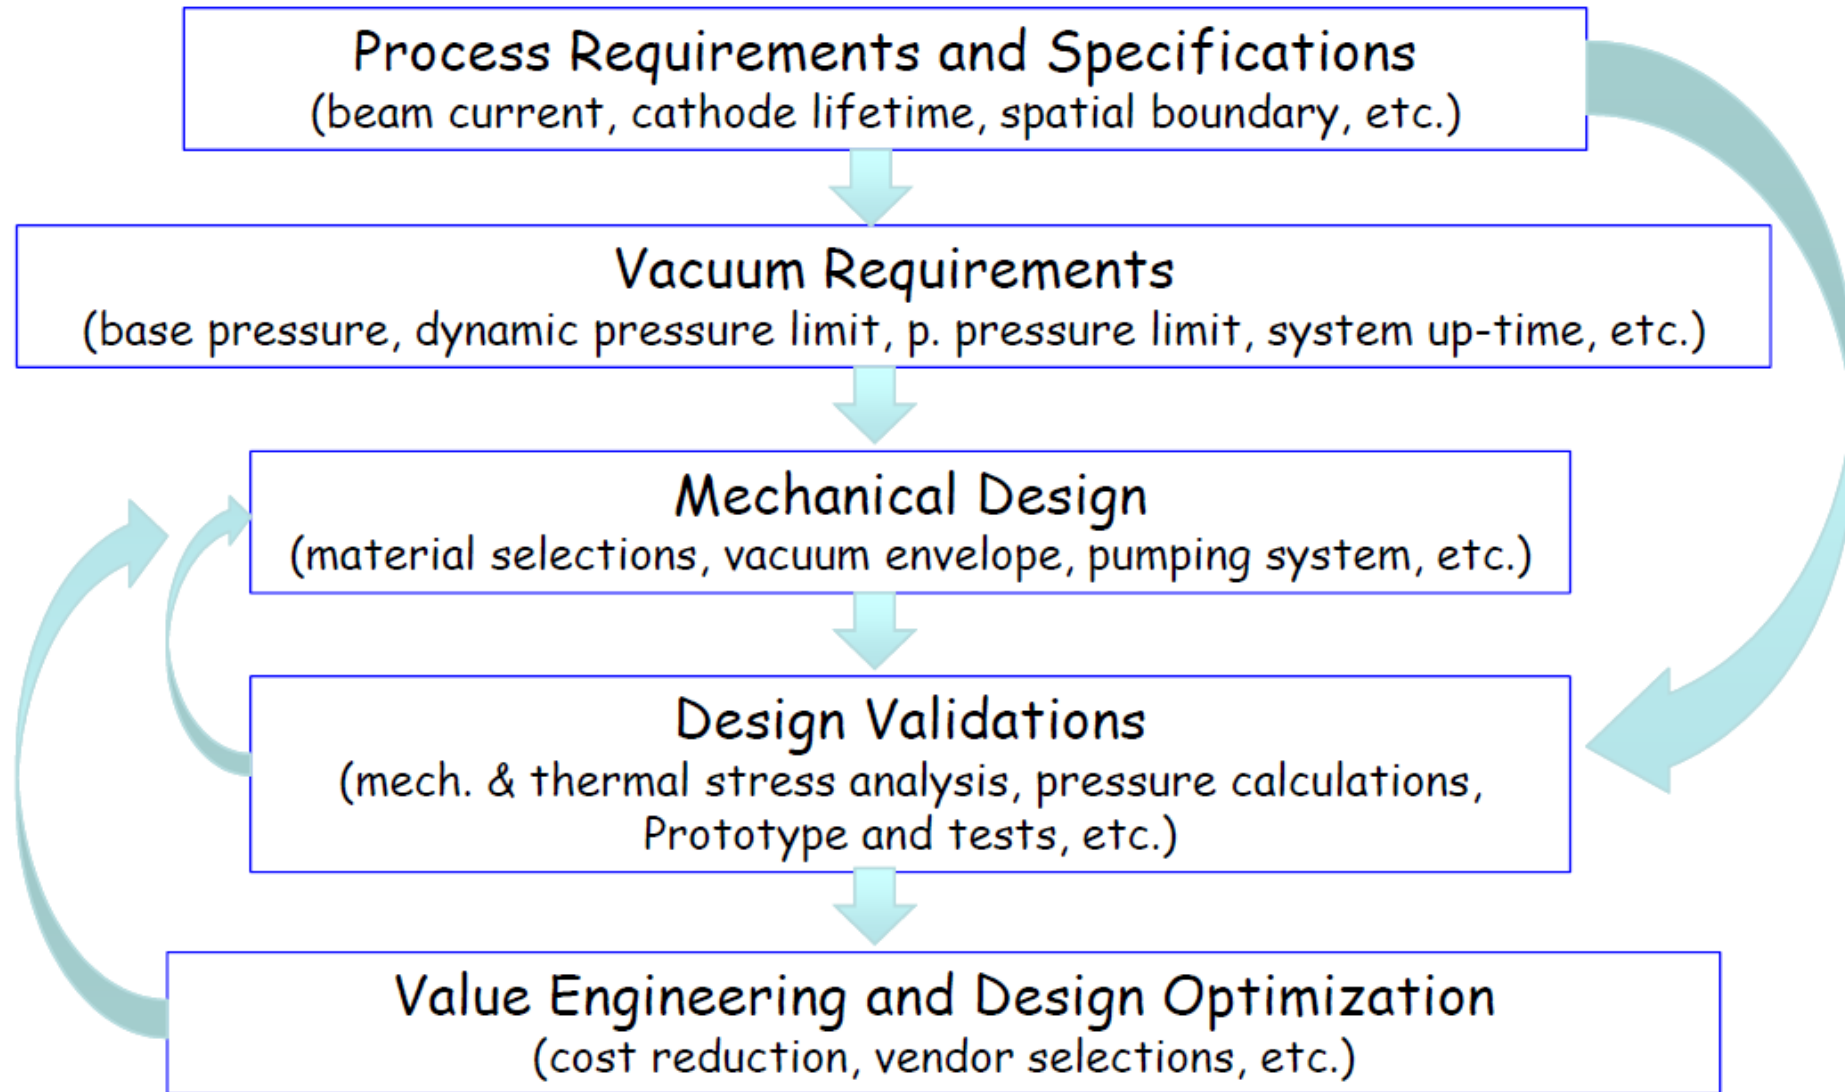 Process Requirements and Specifications
(beam current, cathode lifetime, spatial boundary, etc.)
Vacuum Requirements
(base pressure, dynamic pressure limit, p. pressure limit, system up-time, etc.)
Mechanical Design
(material selections, vacuum envelope, pumping system, etc.)
Design Validations
(mech. & thermal stress analysis, pressure calculations,
Prototype and tests, etc.)
Value Engineering and Design Optimization
(cost reduction, vendor selections, etc.)